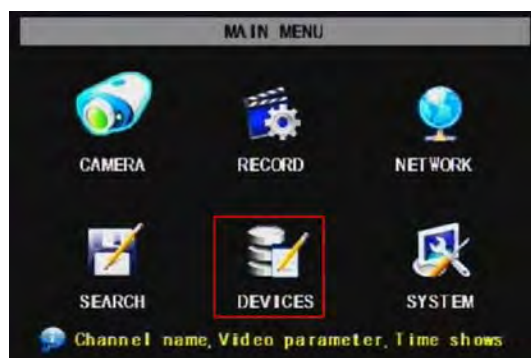 MAIN MENU
CAMERA RECORD NETWORK
SEARCH DEVICES SYSTEM
Channel name, Video parameter, Time shows